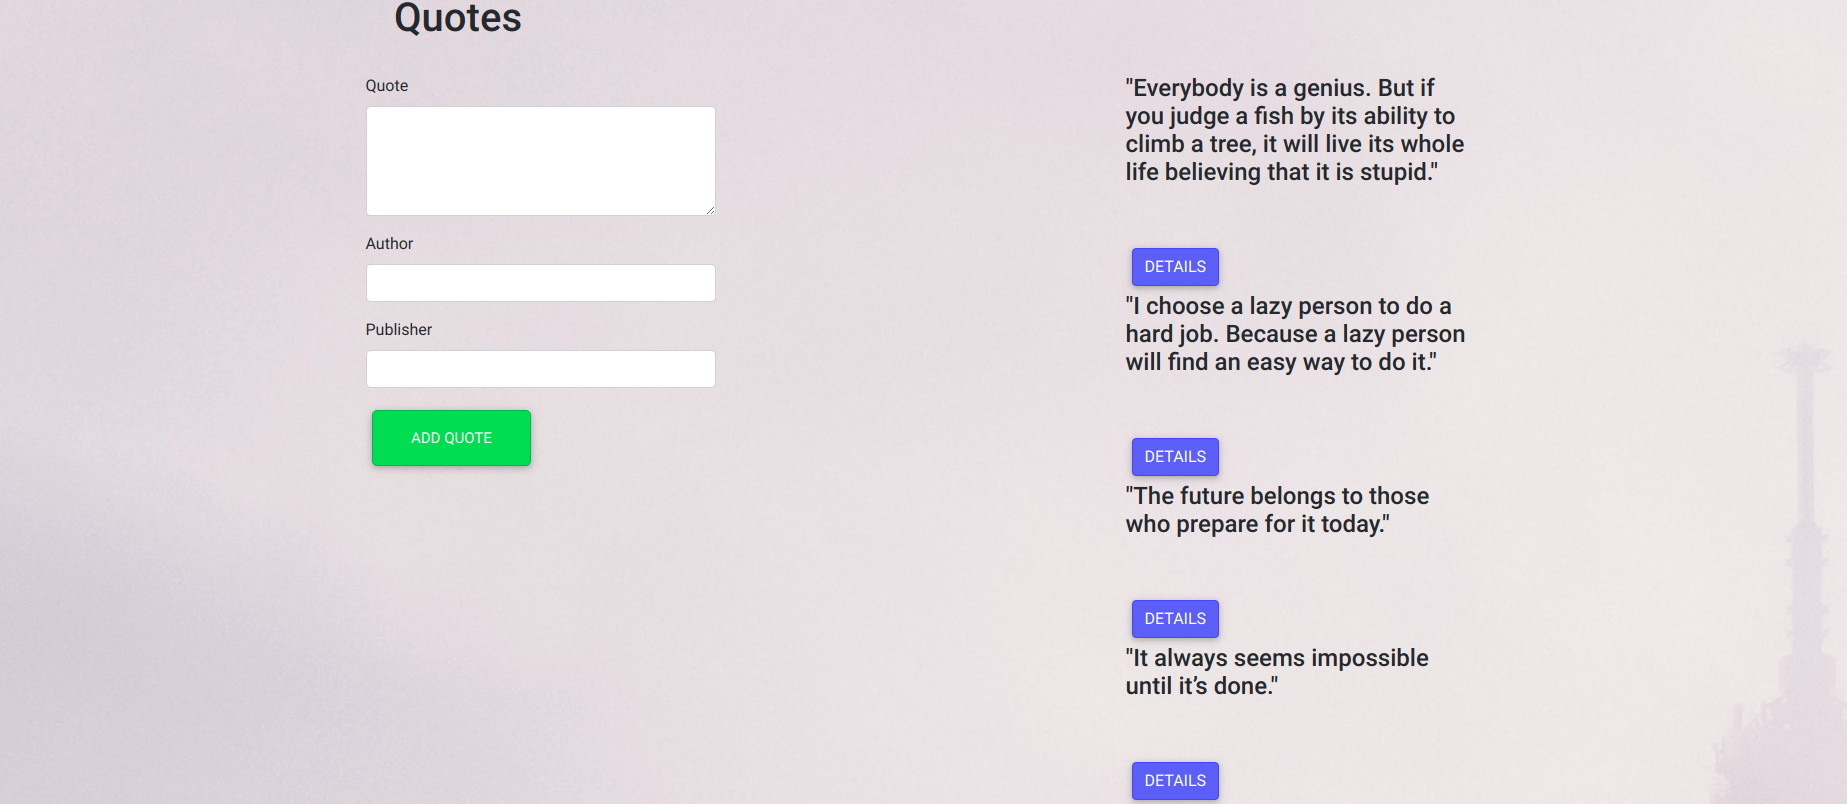 Quotes
Quote
Author
Publisher
ADD QUOTE
"Everybody is a genius. But if
you judge a fish by its ability to
climb a tree, it will live its whole
life believing that it is stupid."
DETAILS
"I choose a lazy person to do a
hard job. Because a lazy person
will find an easy way to do it."
DETAILS
"The future belongs to those
who prepare for it today."
DETAILS
"It always seems impossible
until it’s done."
DETAILS